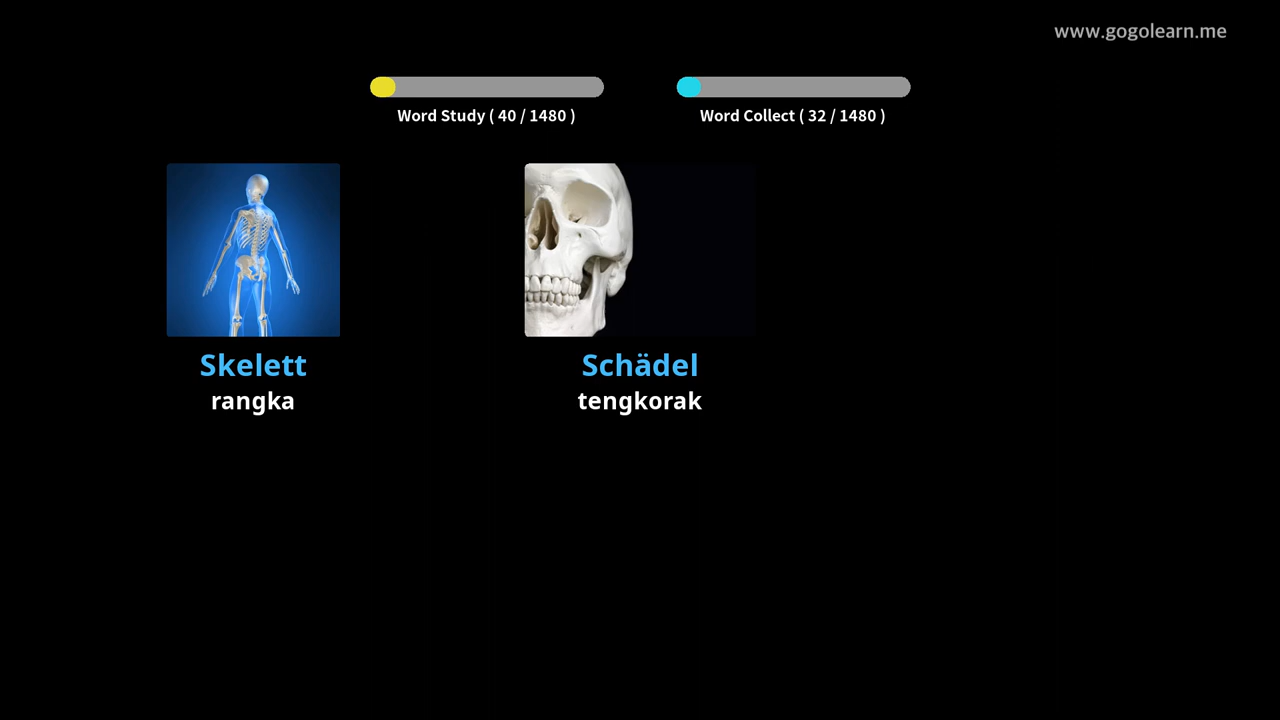 www.gogolearn.me
Word Study ( 40 / 1480 )
Word Collect ( 32 / 1480 )
Skelett
rangka
Schädel
tengkorak